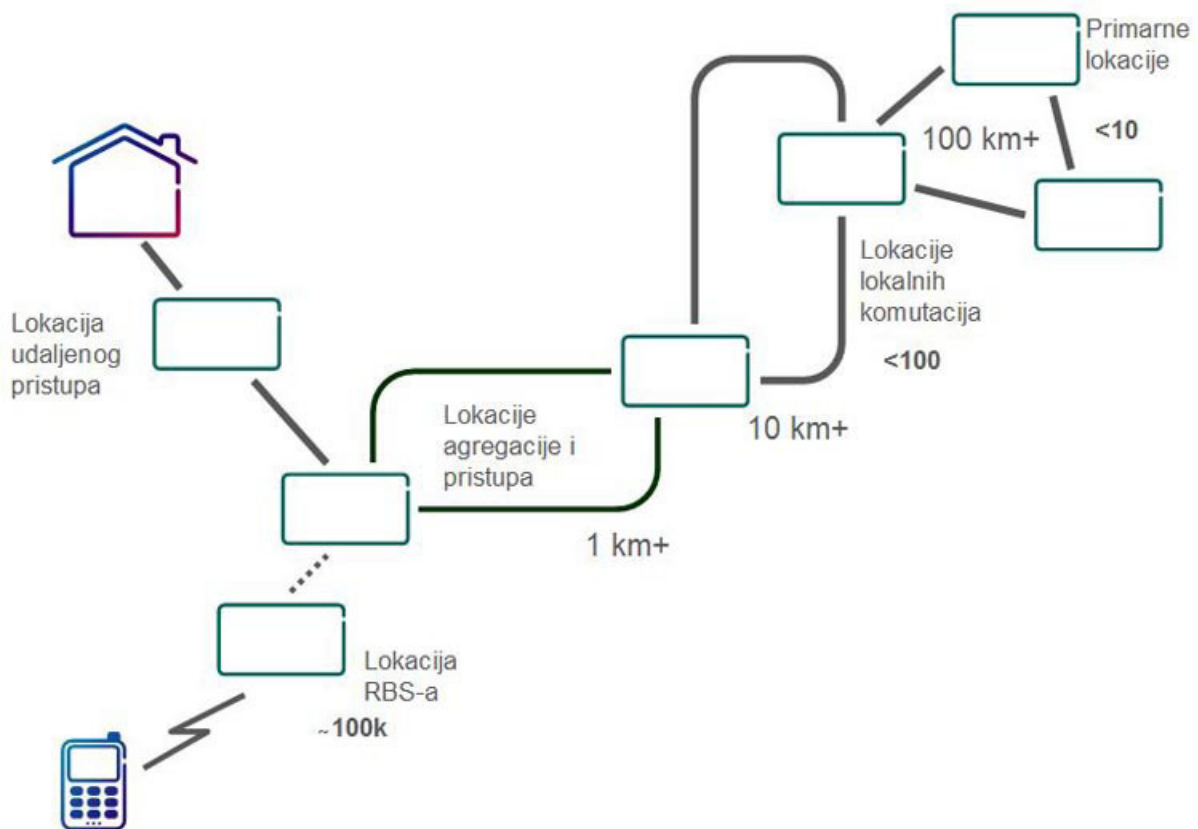 Primarne
lokacije
<10
100 km+
Lokacije
lokalnih
komutacija
<100
10 km+
Lokacija
udaljenog
pristupa
Lokacije
agregacije i
pristupa
1 km+
Lokacija
RBS-a
~100k